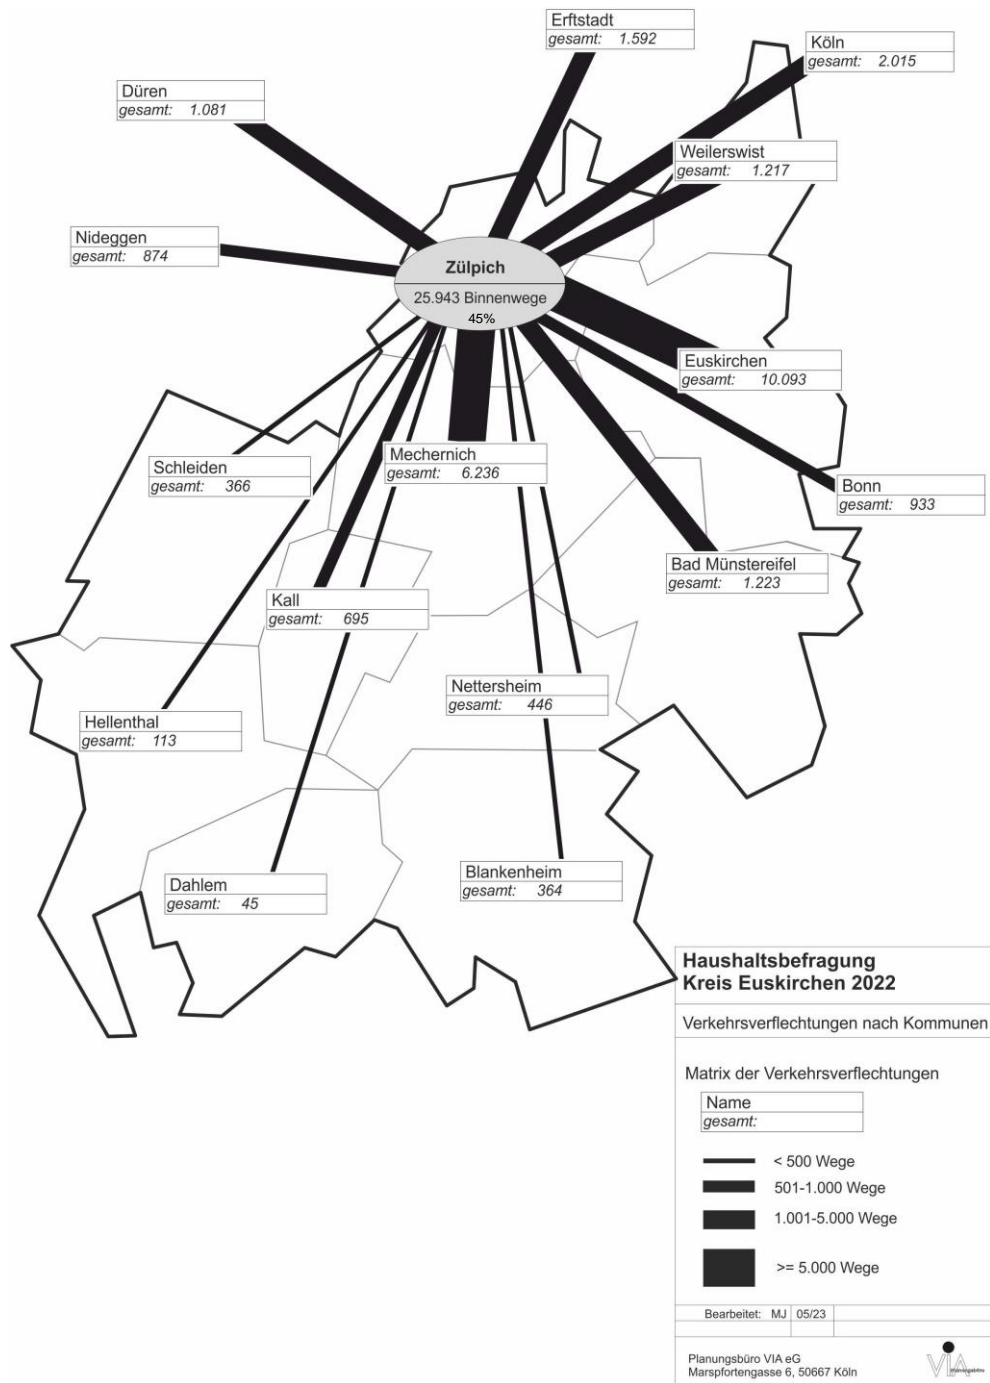 Erftstadt
gesamt: 1.592
Köln
gesamt: 2.015
Düren
gesamt: 1.081
Weilerswist
gesamt: 1.217
Nideggen
gesamt: 874
Zülpich
25.943 Binnenwege
45%
Euskirchen
gesamt: 10.093
Mechernich
gesamt: 6.236
Schleiden
gesamt: 366
Bonn
gesamt: 933
Bad Münstereifel
gesamt: 1.223
Kall
gesamt: 695
Nettersheim
gesamt: 446
Hellenthal
gesamt: 113
Blankenheim
gesamt: 364
Dahlem
gesamt: 45
Haushaltsbefragung
Kreis Euskirchen 2022
Verkehrsverflechtungen nach Kommunen
Matrix der Verkehrsverflechtungen
Name
gesamt:
< 500 Wege
501-1.000 Wege
1.001-5.000 Wege
>= 5.000 Wege
Bearbeitet: MJ 05/23
Planungsbüro VIA eG
Marspfortengasse 6, 50667 Köln
VIA
Planungsbüro